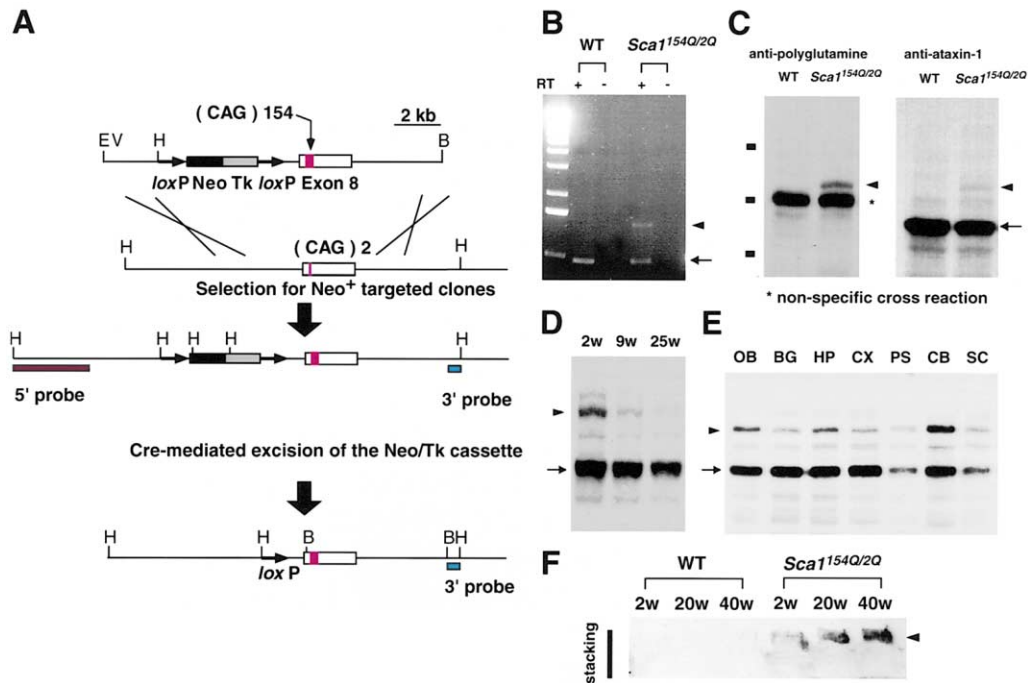 A
( CAG ) 154
2 kb
EV H B
loxP Neo Tk loxP Exon 8
( CAG ) 2
H H
Selection for Neo+ targeted clones
H H H H H
5' probe 3' probe
Cre-mediated excision of the Neo/Tk cassette
H H B BH
lox P
3' probe
B
WT Sca1154Q/2Q
RT + - + -
C
anti-polyglutamine anti-ataxin-1
WT Sca1154Q/2Q WT Sca1154Q/2Q
*
* non-specific cross reaction
D
2w 9w 25w
E
OB BG HP CX PS CB SC
F
WT Sca1154Q/2Q
2w 20w 40w 2w 20w 40w
stacking